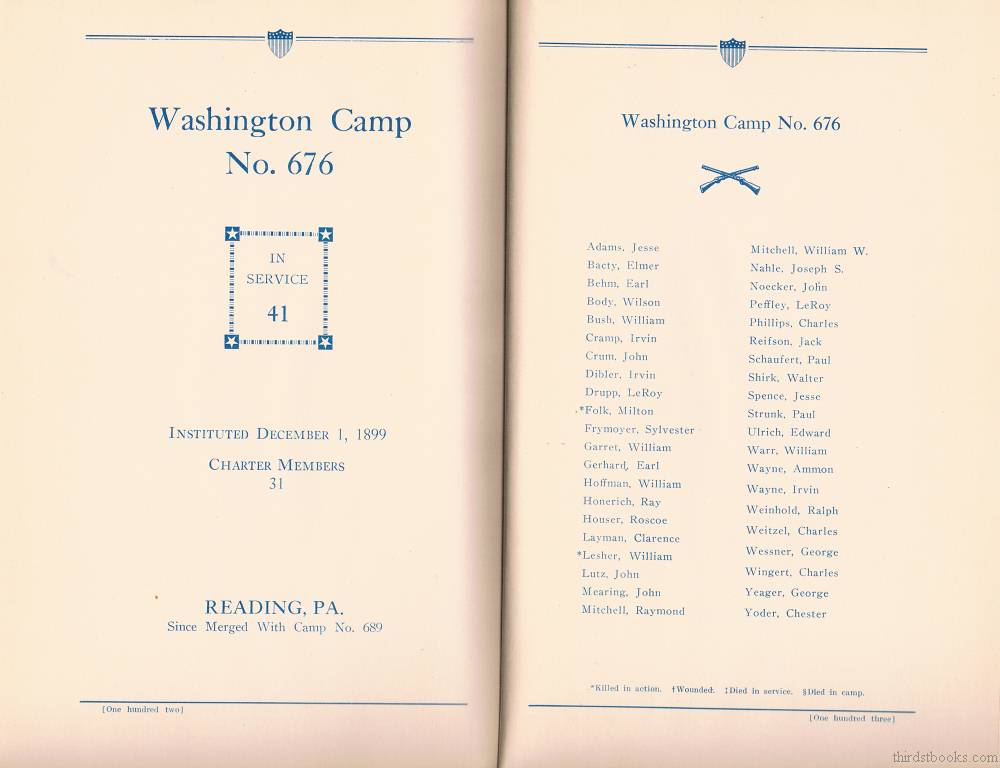 Washington Camp
No. 676
IN
SERVICE
41
INSTITUTED DECEMBER 1, 1899
CHARTER MEMBERS
31
READING, PA.
Since Merged With Camp No. 689
[One hundred two]
Washington Camp No. 676
Adams, Jesse
Bacty, Elmer
Behm, Earl
Body, Wilson
Bush, William
Cramp, Irvin
Crum, John
Dibler, Irvin
Drupp, LeRoy
*Folk, Milton
Frymoyer, Sylvester
Garret, William
Gerhard, Earl
Hoffman, William
Honerich, Ray
Houser, Roscoe
Layman, Clarence
*Lesher, William
Lutz, John
Mearing, John
Mitchell, Raymond
Mitchell, William W.
Nahle, Joseph S.
Noecker, John
Peffley, LeRoy
Phillips, Charles
Reifson, Jack
Schaufert, Paul
Shirk, Walter
Spence, Jesse
Strunk, Paul
Ulrich, Edward
Warr, William
Wayne, Ammon
Wayne, Irvin
Weinhold, Ralph
Weitzel, Charles
Wessner, George
Wingert, Charles
Yeager, George
Yoder, Chester
*Killed in action. †Wounded. ‡Died in service. §Died in camp.
[One hundred three]
thirdstbooks.com